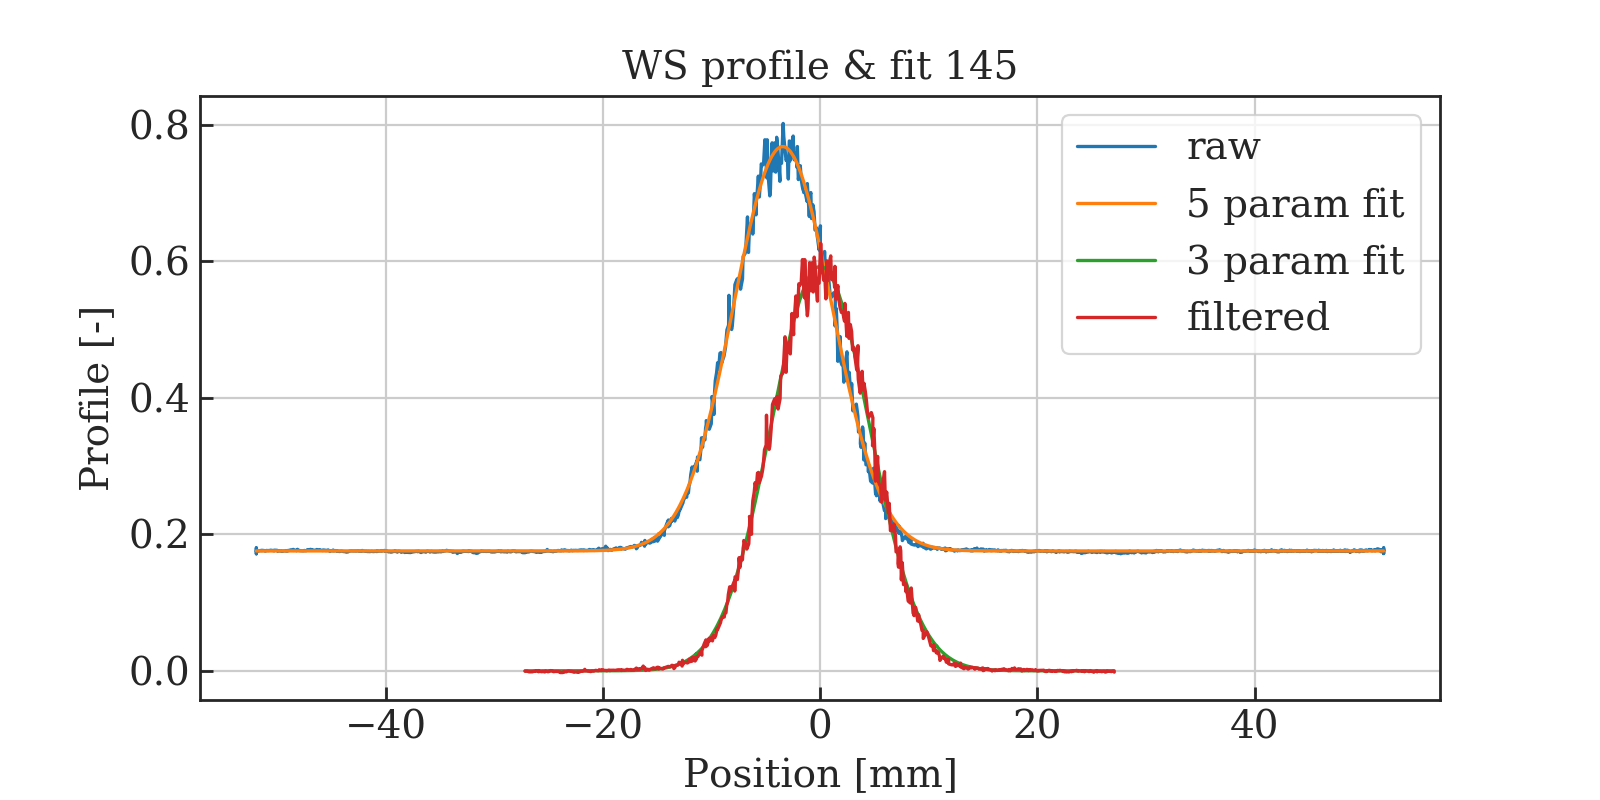 WS profile & fit 145
0.8
0.6
0.4
0.2
0.0
Profile [-]
raw
5 param fit
3 param fit
filtered
−40
−20
0
20
40
Position [mm]